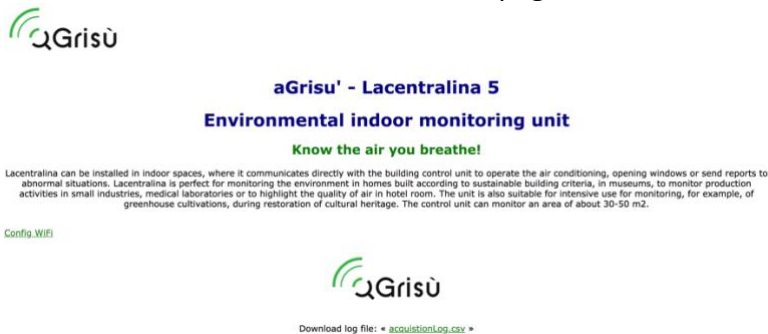 aGrisù
aGrisu' - Lacentralina 5
Environmental indoor monitoring unit
Know the air you breathe!
Lacentralina can be installed in indoor spaces, where it communicates directly with the building control unit to operate the air conditioning, opening windows or send reports to
abnormal situations. Lacentralina is perfect for monitoring the environment in homes built according to sustainable building criteria, in museums, to monitor production
activities in small industries, medical laboratories or to highlight the quality of air in hotel room. The unit is also suitable for intensive use for monitoring, for example, of
greenhouse cultivations, during restoration of cultural heritage. The control unit can monitor an area of about 30-50 m2.
Config WiFi
aGrisù
Download log file: « acquistionLog.csv »